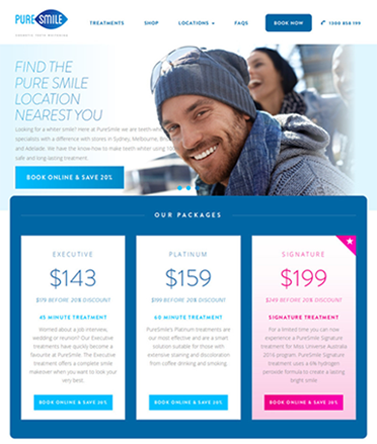 PURE SMILE
TREATMENTS
SHOP
LOCATIONS
FAQS
BOOK NOW
1300 858 199
FIND THE
PURE SMILE
LOCATION
NEAREST YOU
Looking for a whiter smile? Here at PureSmile we are teeth
specialists with a difference with stores in Sydney, Melbourne,
and Adelaide. We have the know-how to make teeth whiter using
safe and long-lasting treatment.
BOOK ONLINE & SAVE 20%
OUR PACKAGES
EXECUTIVE
$143
$179 BEFORE 20% DISCOUNT
45 MINUTE TREATMENT
Worried about a job interview,
wedding or reunion? Our Executive
treatments have quickly become a
favourite at PureSmile. The Executive
treatment offers a complete smile
makeover when you want to look your
very best.
BOOK ONLINE & SAVE 20%
PLATINUM
$159
$199 BEFORE 20% DISCOUNT
60 MINUTE TREATMENT
PureSmile's Platinum treatments are
our most effective and are a smart
solution suitable for those with
extensive staining and discoloration
from coffee drinking and smoking.
BOOK ONLINE & SAVE 20%
SIGNATURE
$199
$249 BEFORE 20% DISCOUNT
SIGNATURE TREATMENT
For a limited time you can now
experience a PureSmile Signature
treatment for Miss Universe Australia
2016 program. PureSmile Signature
treatment uses a 6% hydrogen
peroxide formula to create a lasting
bright smile
BOOK ONLINE & SAVE 20%